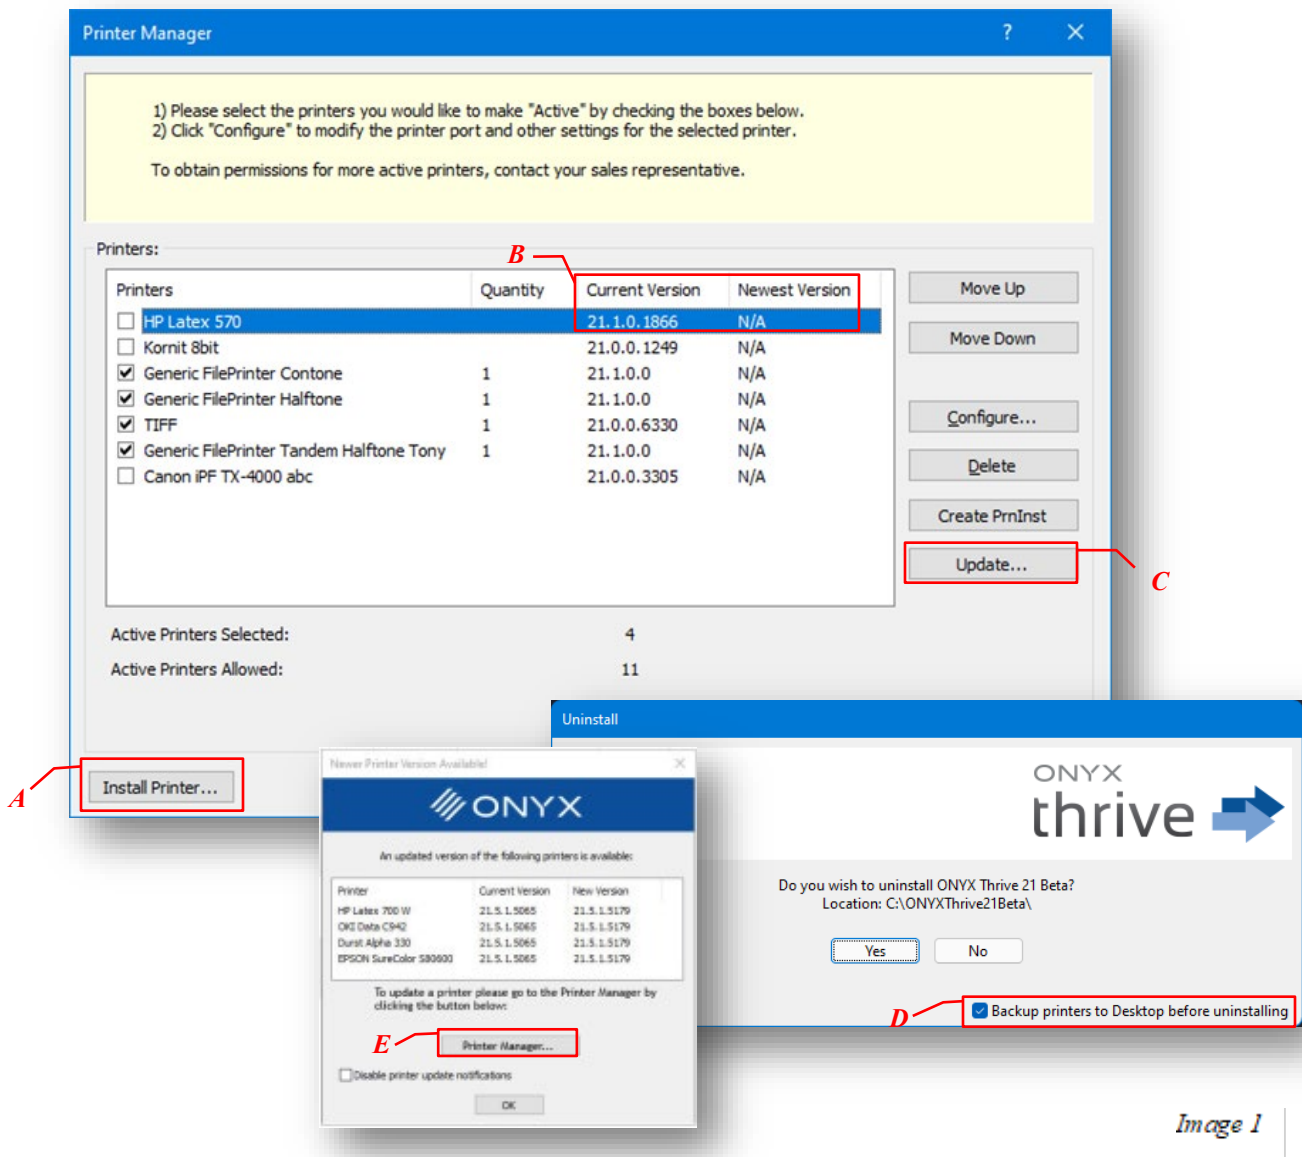 Printer Manager
?
1) Please select the printers you would like to make "Active" by checking the boxes below.
2) Click "Configure" to modify the printer port and other settings for the selected printer.
To obtain permissions for more active printers, contact your sales representative.
Printers:
B
Printers Quantity Current Version Newest Version
HP Latex 570 21.1.0.1866 N/A
Kornit 8bit 21.0.0.1249 N/A
Generic FilePrinter Contone 1 21.1.0.0 N/A
Generic FilePrinter Halftone 1 21.1.0.0 N/A
TIFF 1 21.0.0.6330 N/A
Generic FilePrinter Tandem Halftone Tony 1 21.1.0.0 N/A
Canon iPF TX-4000 abc 21.0.0.3305 N/A
Move Up
Move Down
Configure...
Delete
Create PrnInst
Update...
C
Active Printers Selected: 4
Active Printers Allowed: 11
A
Install Printer...
Newer Printer Version Available!
ONYX
An updated version of the following printers is available:
Printer Current Version New Version
HP Latex 700 W 21.5.1.5065 21.5.1.5179
OKI Data C942 21.5.1.5065 21.5.1.5179
Durst Alpha 330 21.5.1.5065 21.5.1.5179
EPSON SureColor S80600 21.5.1.5065 21.5.1.5179
To update a printer please go to the Printer Manager by
clicking the button below:
E
Printer Manager...
Disable printer update notifications
OK
Uninstall
ONYX
thrive
Do you wish to uninstall ONYX Thrive 21 Beta?
Location: C:\ONYXThrive21Beta\
Yes
No
D
Backup printers to Desktop before uninstalling
Image 1